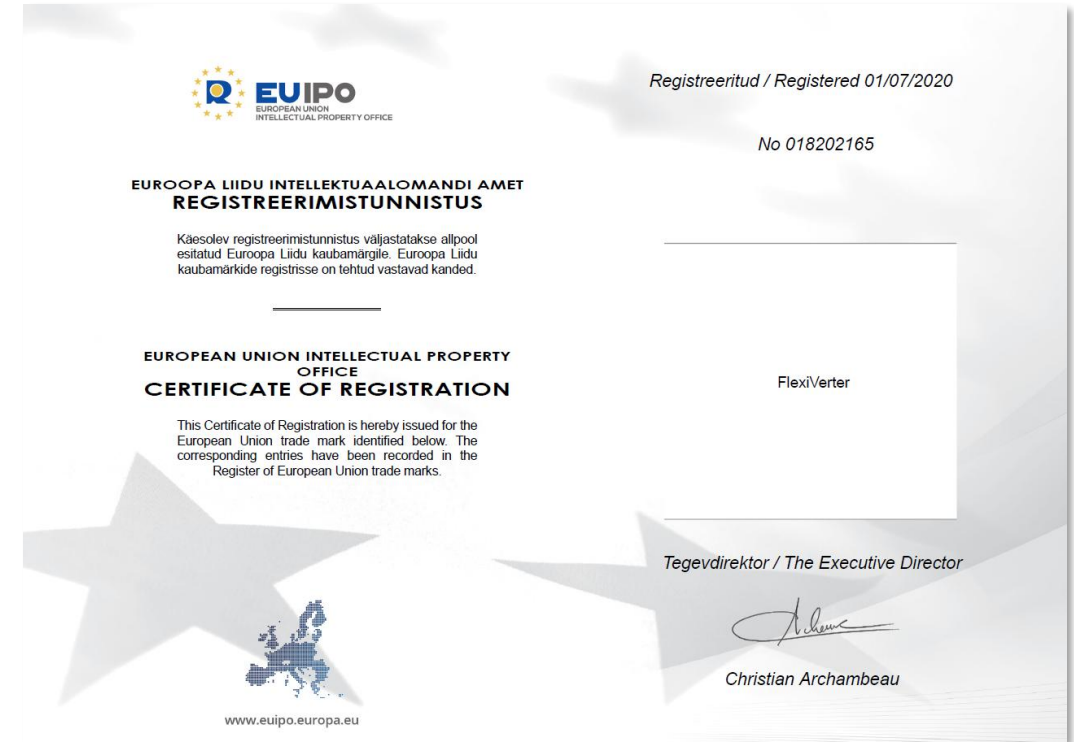 EUIPO
EUROPEAN UNION
INTELLECTUAL PROPERTY OFFICE
EUROOPA LIIDU INTELLEKTUAALOMANDI AMET
REGISTREERIMISTUNNISTUS
Käesolev registreerimistunnistus väljastatakse allpool
esitatud Euroopa Liidu kaubamärgile. Euroopa Liidu
kaubamärkide registrisse on tehtud vastavad kanded.
EUROPEAN UNION INTELLECTUAL PROPERTY
OFFICE
CERTIFICATE OF REGISTRATION
This Certificate of Registration is hereby issued for the
European Union trade mark identified below. The
corresponding entries have been recorded in the
Register of European Union trade marks.
www.euipo.europa.eu
Registreeritud / Registered 01/07/2020
No 018202165
FlexiVerter
Tegevdirektor / The Executive Director
Christian Archambeau